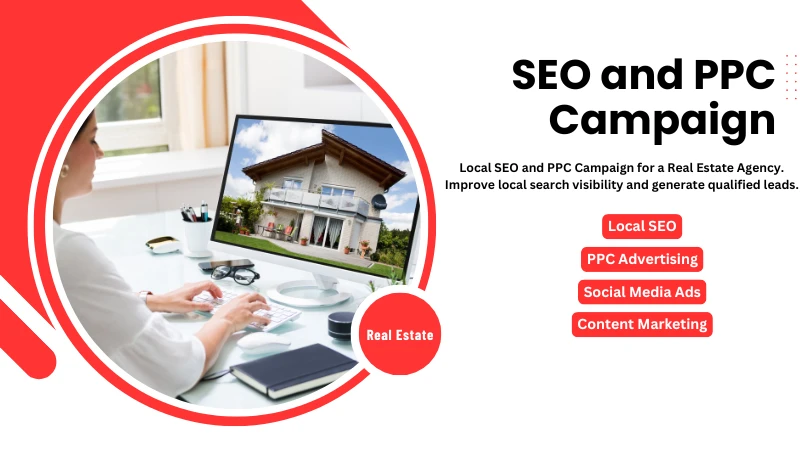 SEO and PPC
Campaign
Local SEO and PPC Campaign for a Real Estate Agency.
Improve local search visibility and generate qualified leads.
Local SEO
PPC Advertising
Social Media Ads
Content Marketing
Real Estate